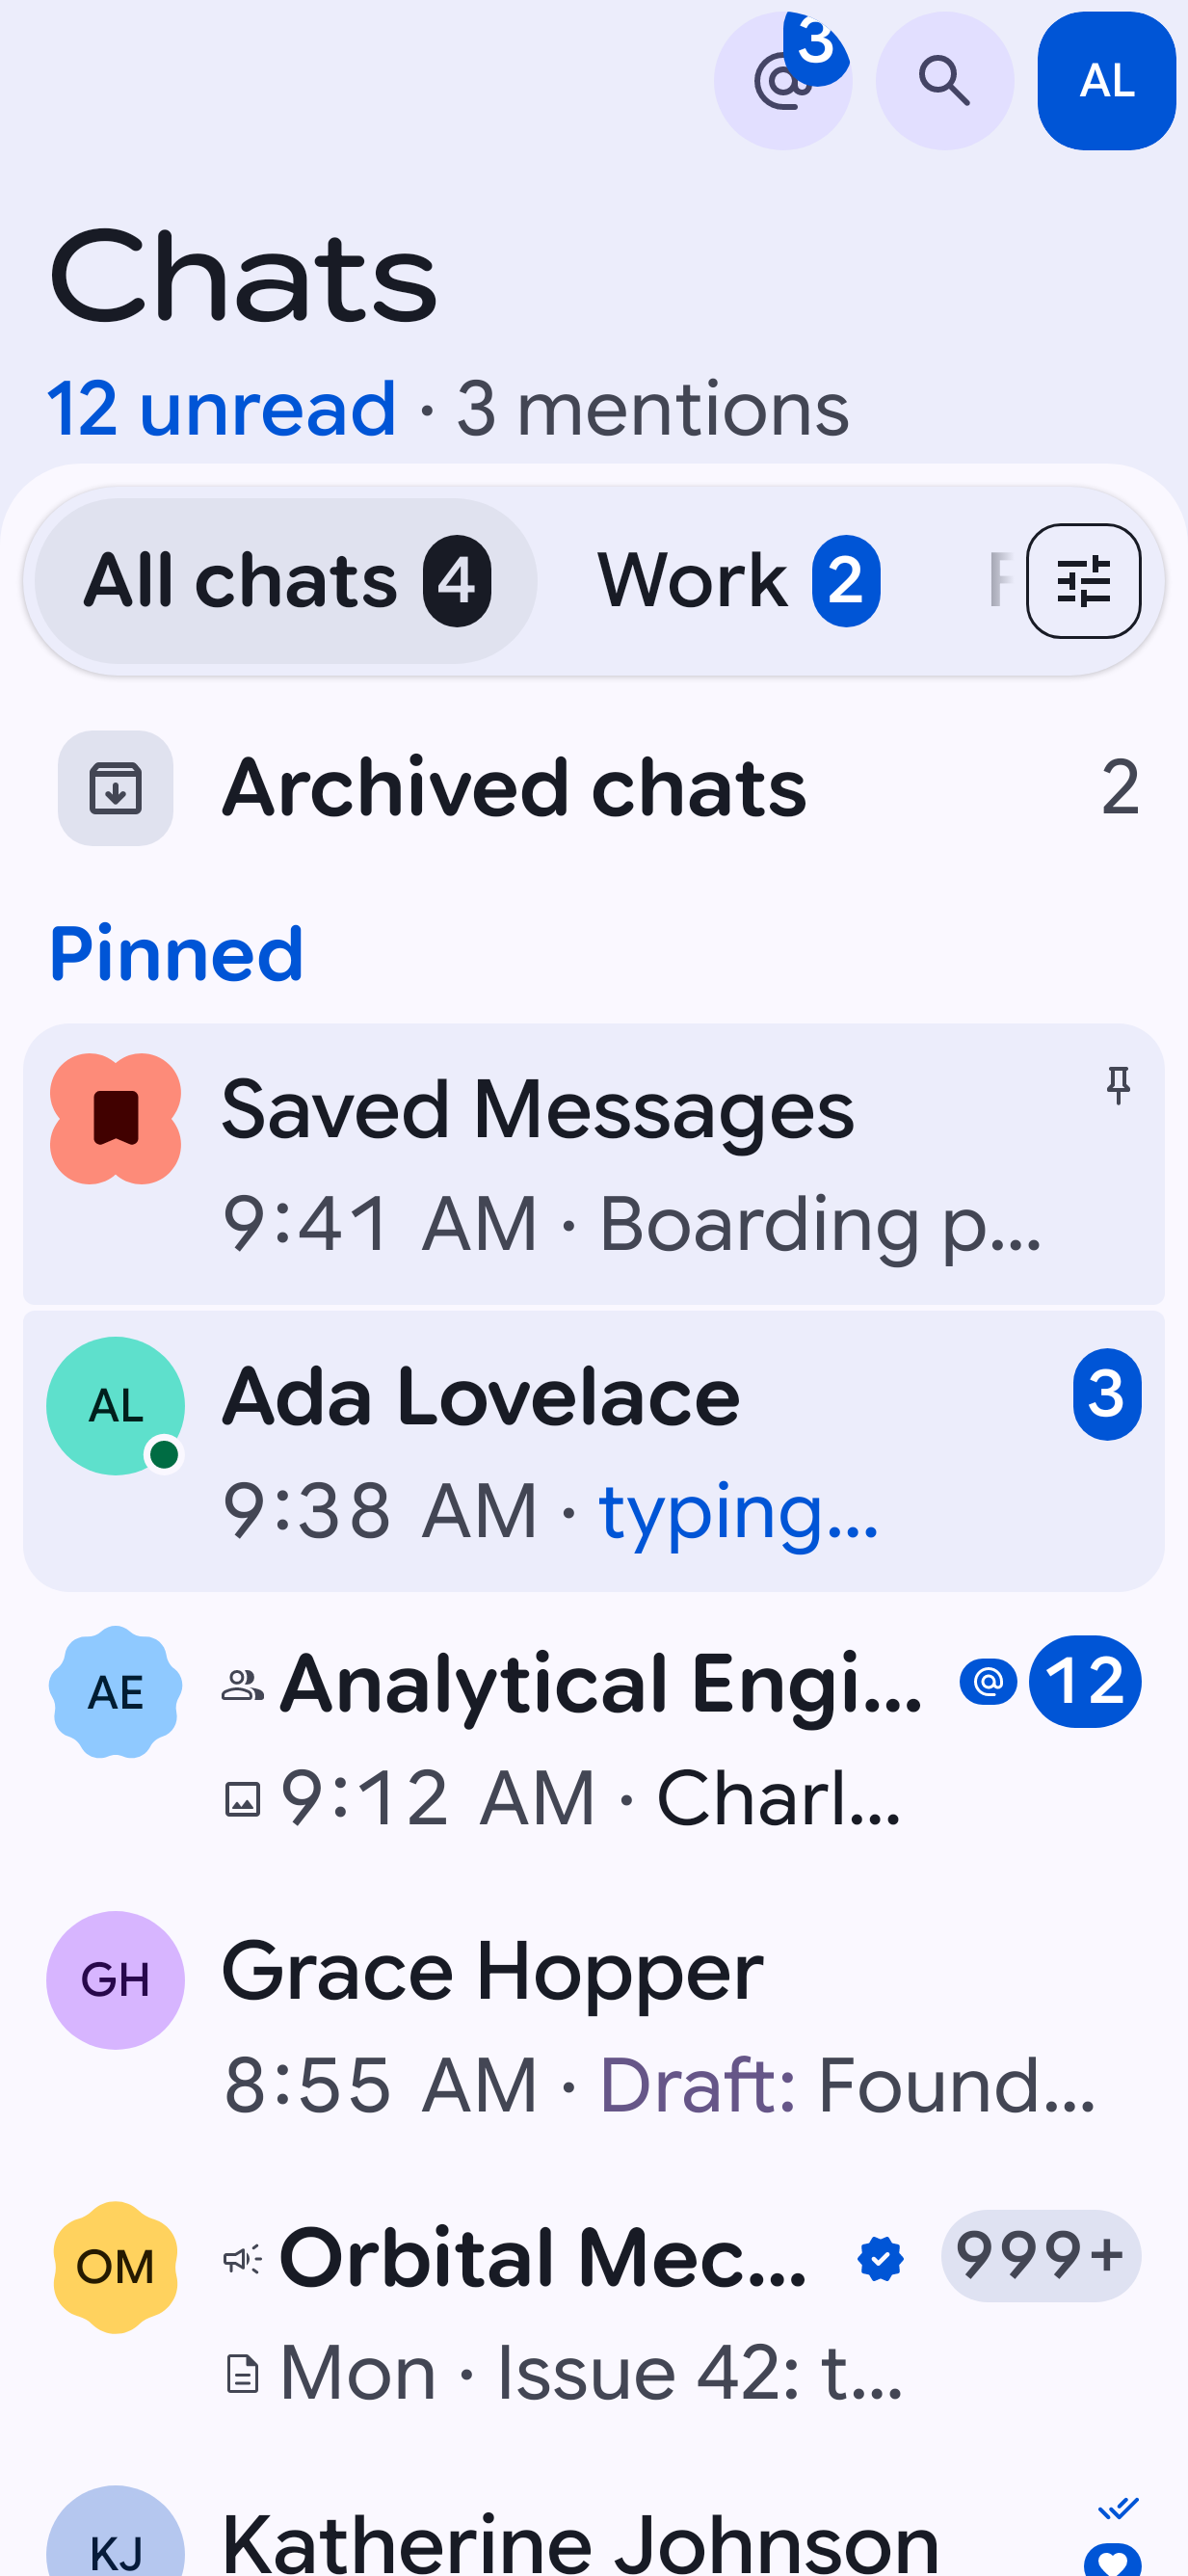 3
AL
Chats
12 unread · 3 mentions
All chats 4 Work 2
Archived chats 2
Pinned
Saved Messages
9:41 AM · Boarding p...
AL
Ada Lovelace 3
9:38 AM · typing...
AE
Analytical Engi... @ 12
9:12 AM · Charl...
GH
Grace Hopper
8:55 AM · Draft: Found...
OM
Orbital Mec... 999+
Mon · Issue 42: t...
KJ
Katherine Johnson